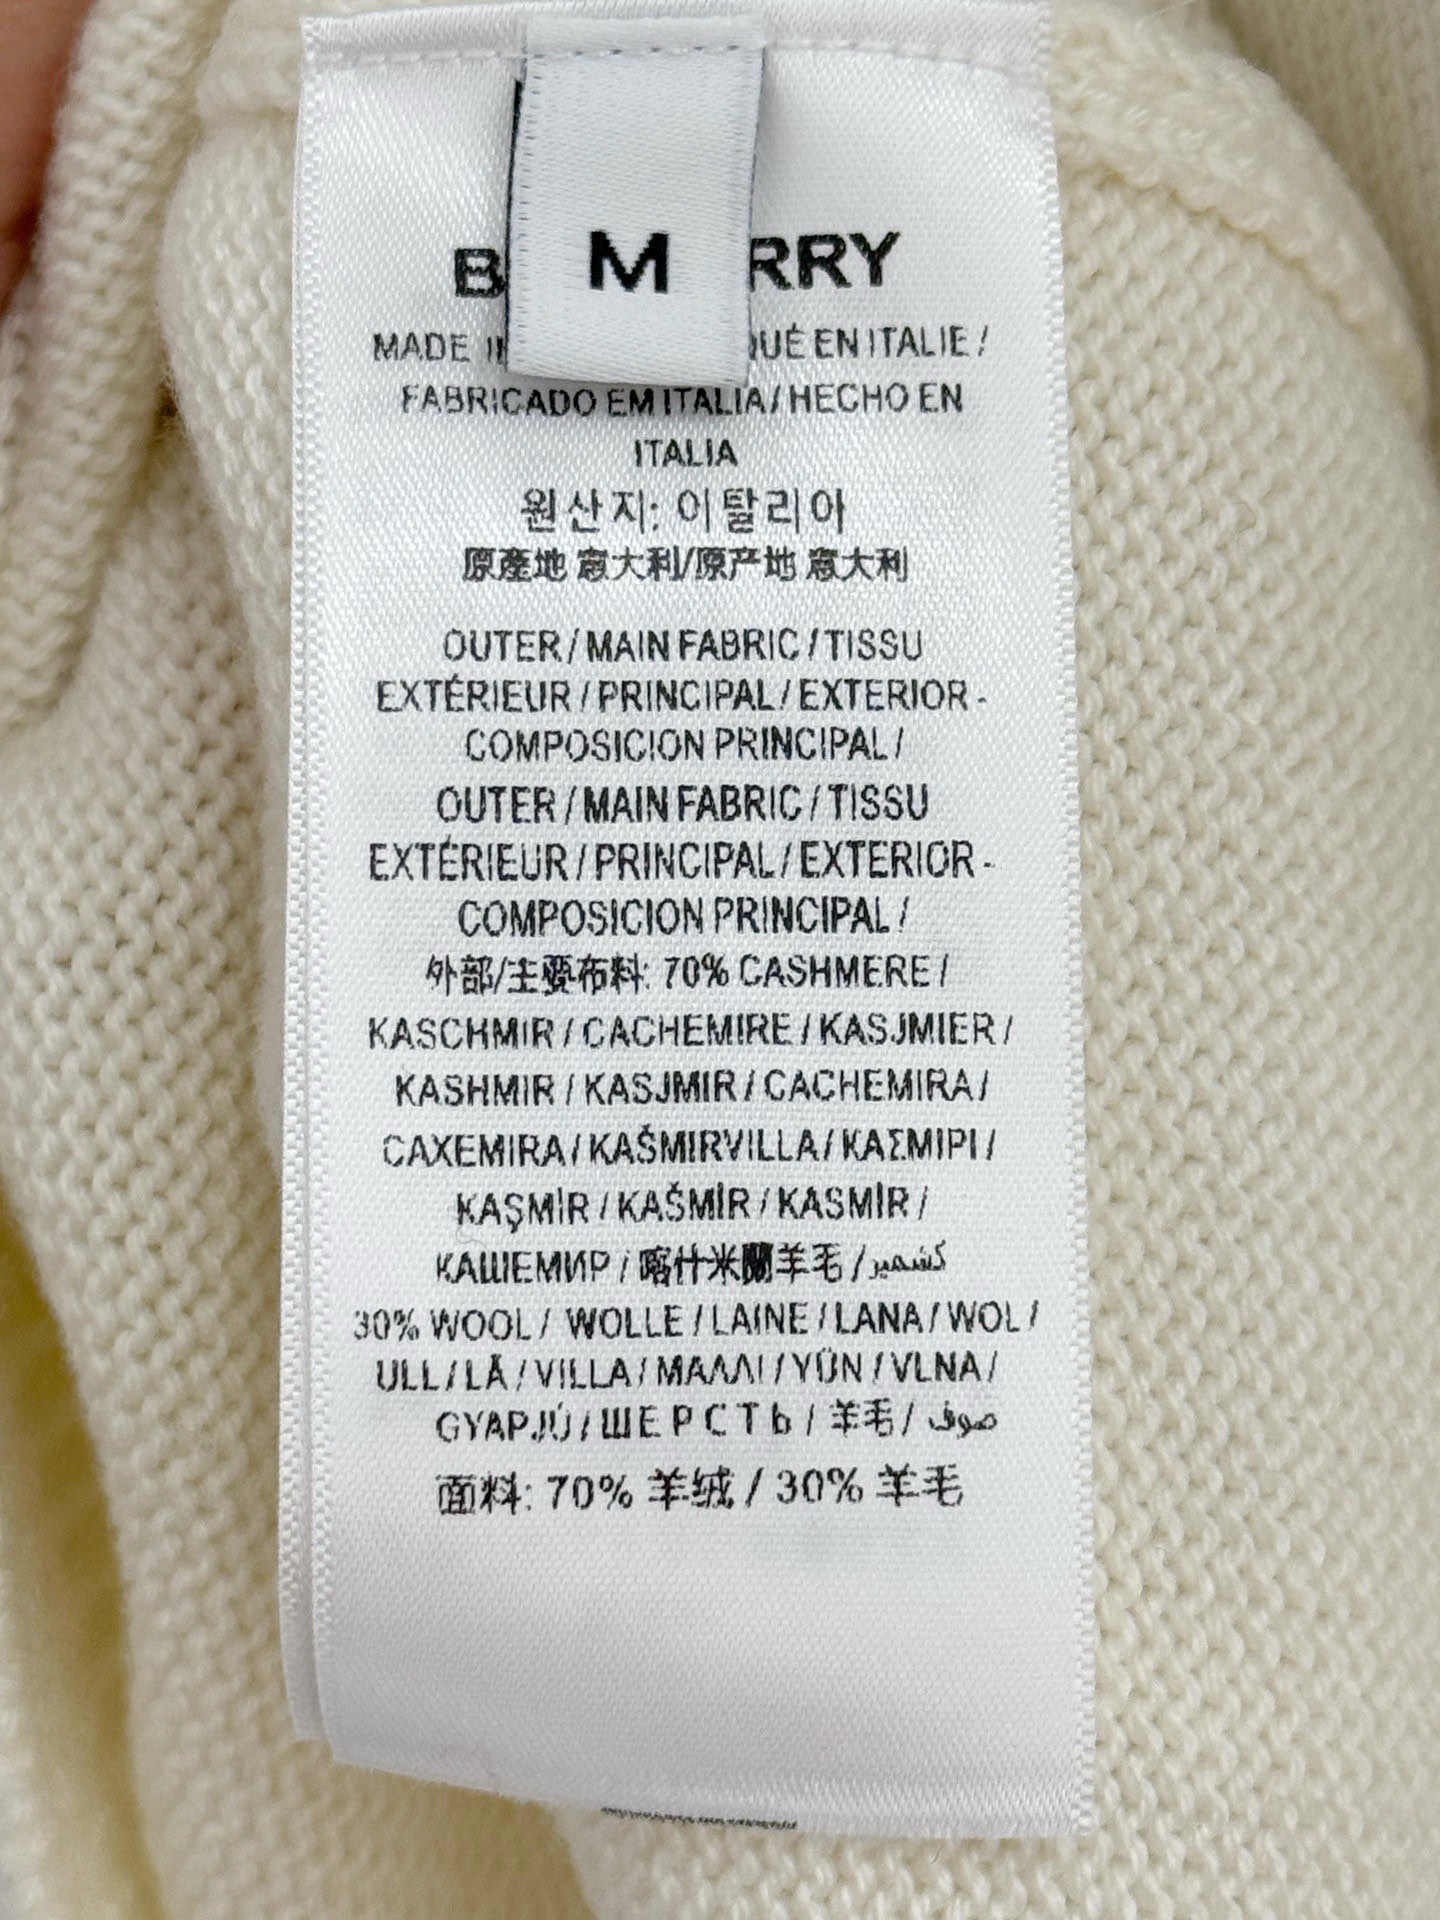 M
B RRY
MADE IN QUÉ EN ITALIE /
FABRICADO EM ITALIA / HECHO EN
ITALIA
원산지: 이탈리아
原產地 意大利/原产地 意大利
OUTER / MAIN FABRIC / TISSU
EXTÉRIEUR / PRINCIPAL / EXTERIOR -
COMPOSICION PRINCIPAL /
OUTER / MAIN FABRIC / TISSU
EXTÉRIEUR / PRINCIPAL / EXTERIOR -
COMPOSICION PRINCIPAL /
外部/主要布料: 70% CASHMERE /
KASCHMIR / CACHEMIRE / KASJMIER /
KASHMIR / KASJMIR / CACHEMIRA /
CAXEMIRA / KAŠMIRVILLA / ΚΑΣΜΙΡΙ /
KAŞMİR / KAŠMÍR / KASMÍR /
КАШЕМИР / 喀什米蘭羊毛 / كشمير
30% WOOL / WOLLE / LAINE / LANA / WOL /
ULL / LÃ / VILLA / ΜΑΛΛΙ / YÜN / VLNA /
GYAPJÚ / ШЕРСТЬ / 羊毛 / صوف
面料: 70% 羊绒 / 30% 羊毛